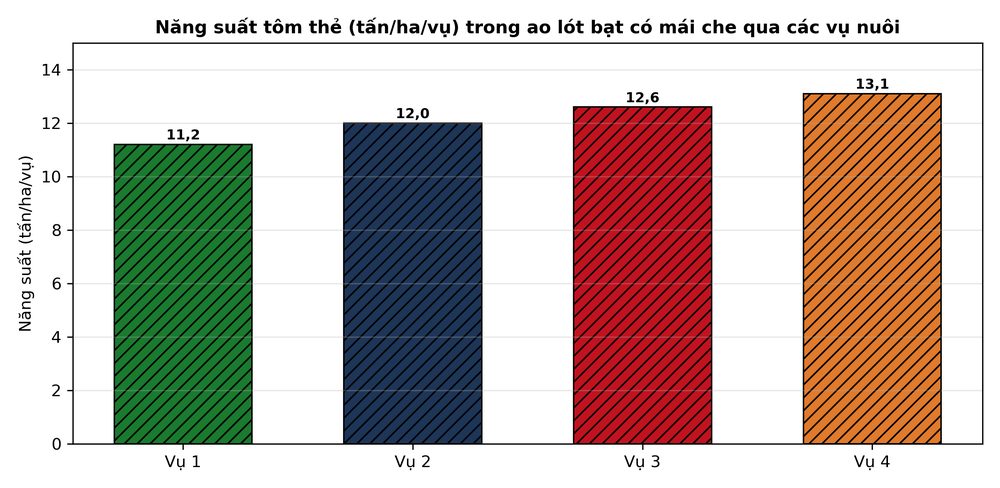 Năng suất tôm thẻ (tấn/ha/vụ) trong ao lót bạt có mái che qua các vụ nuôi
Năng suất (tấn/ha/vụ)
14
12
10
8
6
4
2
0
11,2
12,0
12,6
13,1
Vụ 1
Vụ 2
Vụ 3
Vụ 4